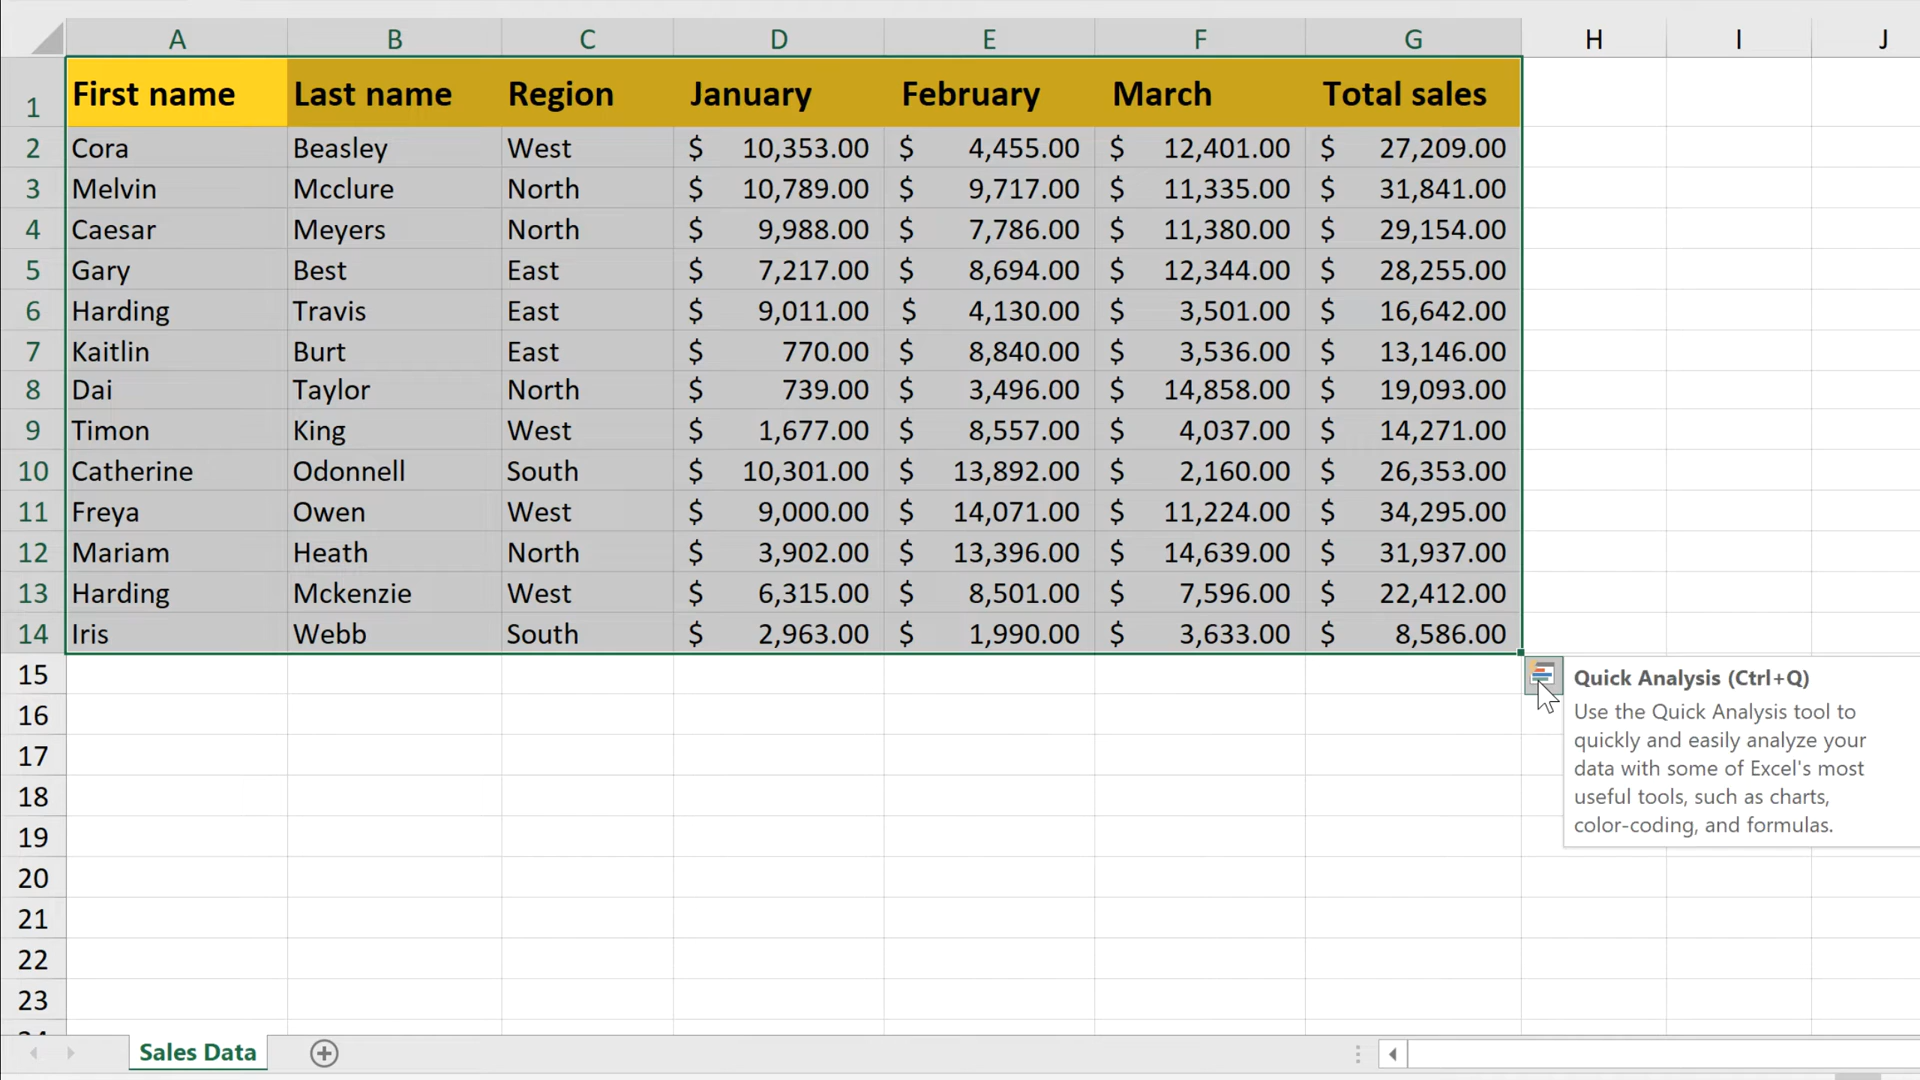 A B C D E F G H I J
1 First name Last name Region January February March Total sales
2 Cora Beasley West $ 10,353.00 $ 4,455.00 $ 12,401.00 $ 27,209.00
3 Melvin Mcclure North $ 10,789.00 $ 9,717.00 $ 11,335.00 $ 31,841.00
4 Caesar Meyers North $ 9,988.00 $ 7,786.00 $ 11,380.00 $ 29,154.00
5 Gary Best East $ 7,217.00 $ 8,694.00 $ 12,344.00 $ 28,255.00
6 Harding Travis East $ 9,011.00 $ 4,130.00 $ 3,501.00 $ 16,642.00
7 Kaitlin Burt East $ 770.00 $ 8,840.00 $ 3,536.00 $ 13,146.00
8 Dai Taylor North $ 739.00 $ 3,496.00 $ 14,858.00 $ 19,093.00
9 Timon King West $ 1,677.00 $ 8,557.00 $ 4,037.00 $ 14,271.00
10 Catherine Odonnell South $ 10,301.00 $ 13,892.00 $ 2,160.00 $ 26,353.00
11 Freya Owen West $ 9,000.00 $ 14,071.00 $ 11,224.00 $ 34,295.00
12 Mariam Heath North $ 3,902.00 $ 13,396.00 $ 14,639.00 $ 31,937.00
13 Harding Mckenzie West $ 6,315.00 $ 8,501.00 $ 7,596.00 $ 22,412.00
14 Iris Webb South $ 2,963.00 $ 1,990.00 $ 3,633.00 $ 8,586.00
15
16
17
18
19
20
21
22
23
Quick Analysis (Ctrl+Q)
Use the Quick Analysis tool to
quickly and easily analyze your
data with some of Excel's most
useful tools, such as charts,
color-coding, and formulas.
Sales Data